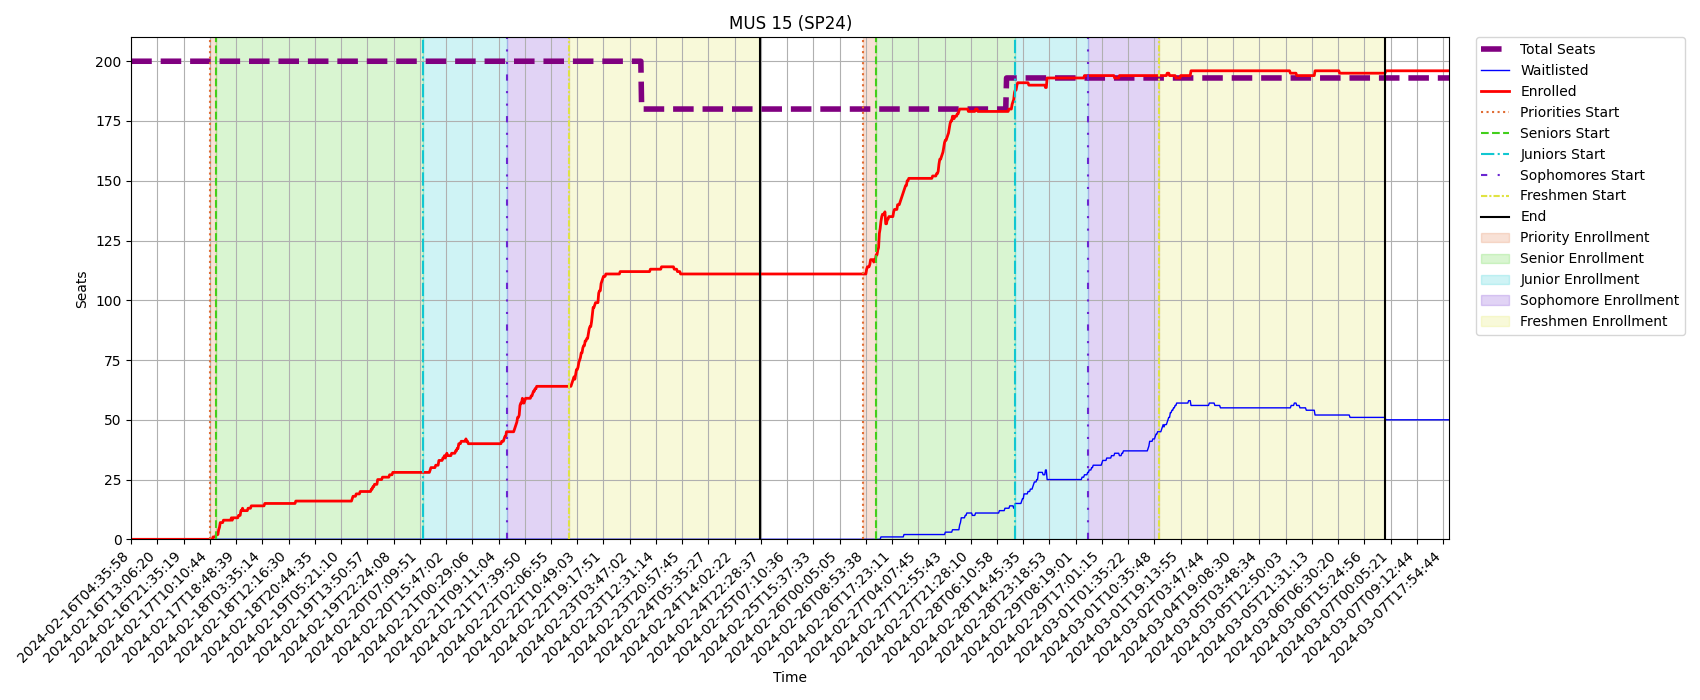 MUS 15 (SP24)
Seats
200
175
150
125
100
75
50
25
0
2024-02-16T04:35:58
2024-02-16T13:06:20
2024-02-16T21:35:19
2024-02-17T10:10:44
2024-02-17T18:48:39
2024-02-18T03:35:14
2024-02-18T12:16:30
2024-02-18T20:44:35
2024-02-19T05:21:10
2024-02-19T13:50:57
2024-02-19T22:24:08
2024-02-20T07:09:51
2024-02-20T15:47:02
2024-02-21T00:29:06
2024-02-21T09:11:04
2024-02-21T17:39:50
2024-02-22T02:06:55
2024-02-22T10:49:03
2024-02-22T19:17:51
2024-02-23T03:47:02
2024-02-23T12:31:14
2024-02-23T20:57:45
2024-02-24T05:35:27
2024-02-24T14:02:22
2024-02-24T22:28:37
2024-02-25T07:10:36
2024-02-25T15:37:33
2024-02-26T00:05:05
2024-02-26T08:53:38
2024-02-26T17:23:11
2024-02-27T04:07:45
2024-02-27T12:55:43
2024-02-27T21:28:10
2024-02-28T06:10:58
2024-02-28T14:45:35
2024-02-28T23:18:53
2024-02-29T08:19:01
2024-02-29T17:01:15
2024-03-01T01:35:22
2024-03-01T10:35:48
2024-03-01T19:13:55
2024-03-02T03:47:44
2024-03-04T19:08:30
2024-03-05T03:48:34
2024-03-05T12:50:03
2024-03-05T21:31:13
2024-03-06T06:30:20
2024-03-06T15:24:56
2024-03-07T00:05:21
2024-03-07T09:12:44
2024-03-07T17:54:44
Time
Total Seats
Waitlisted
Enrolled
Priorities Start
Seniors Start
Juniors Start
Sophomores Start
Freshmen Start
End
Priority Enrollment
Senior Enrollment
Junior Enrollment
Sophomore Enrollment
Freshmen Enrollment